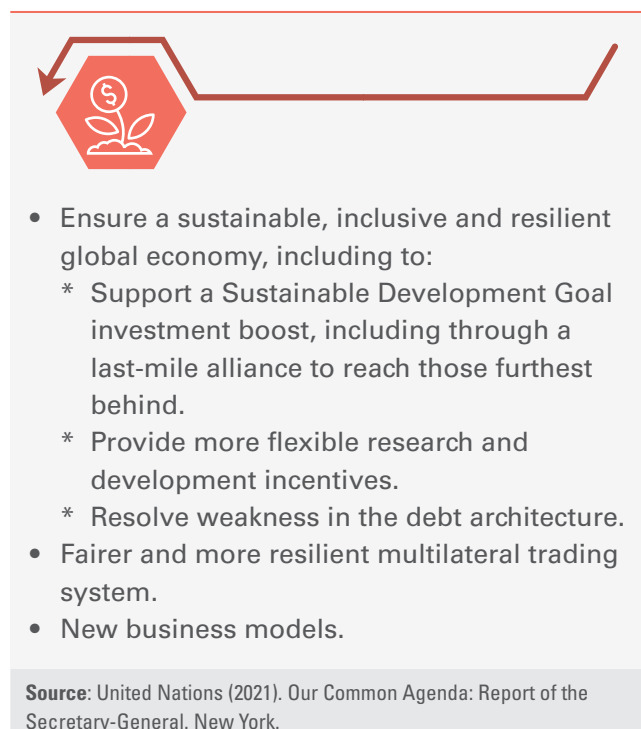 $
• Ensure a sustainable, inclusive and resilient
global economy, including to:
* Support a Sustainable Development Goal
investment boost, including through a
last-mile alliance to reach those furthest
behind.
* Provide more flexible research and
development incentives.
* Resolve weakness in the debt architecture.
• Fairer and more resilient multilateral trading
system.
• New business models.
Source: United Nations (2021). Our Common Agenda: Report of the
Secretary-General. New York.